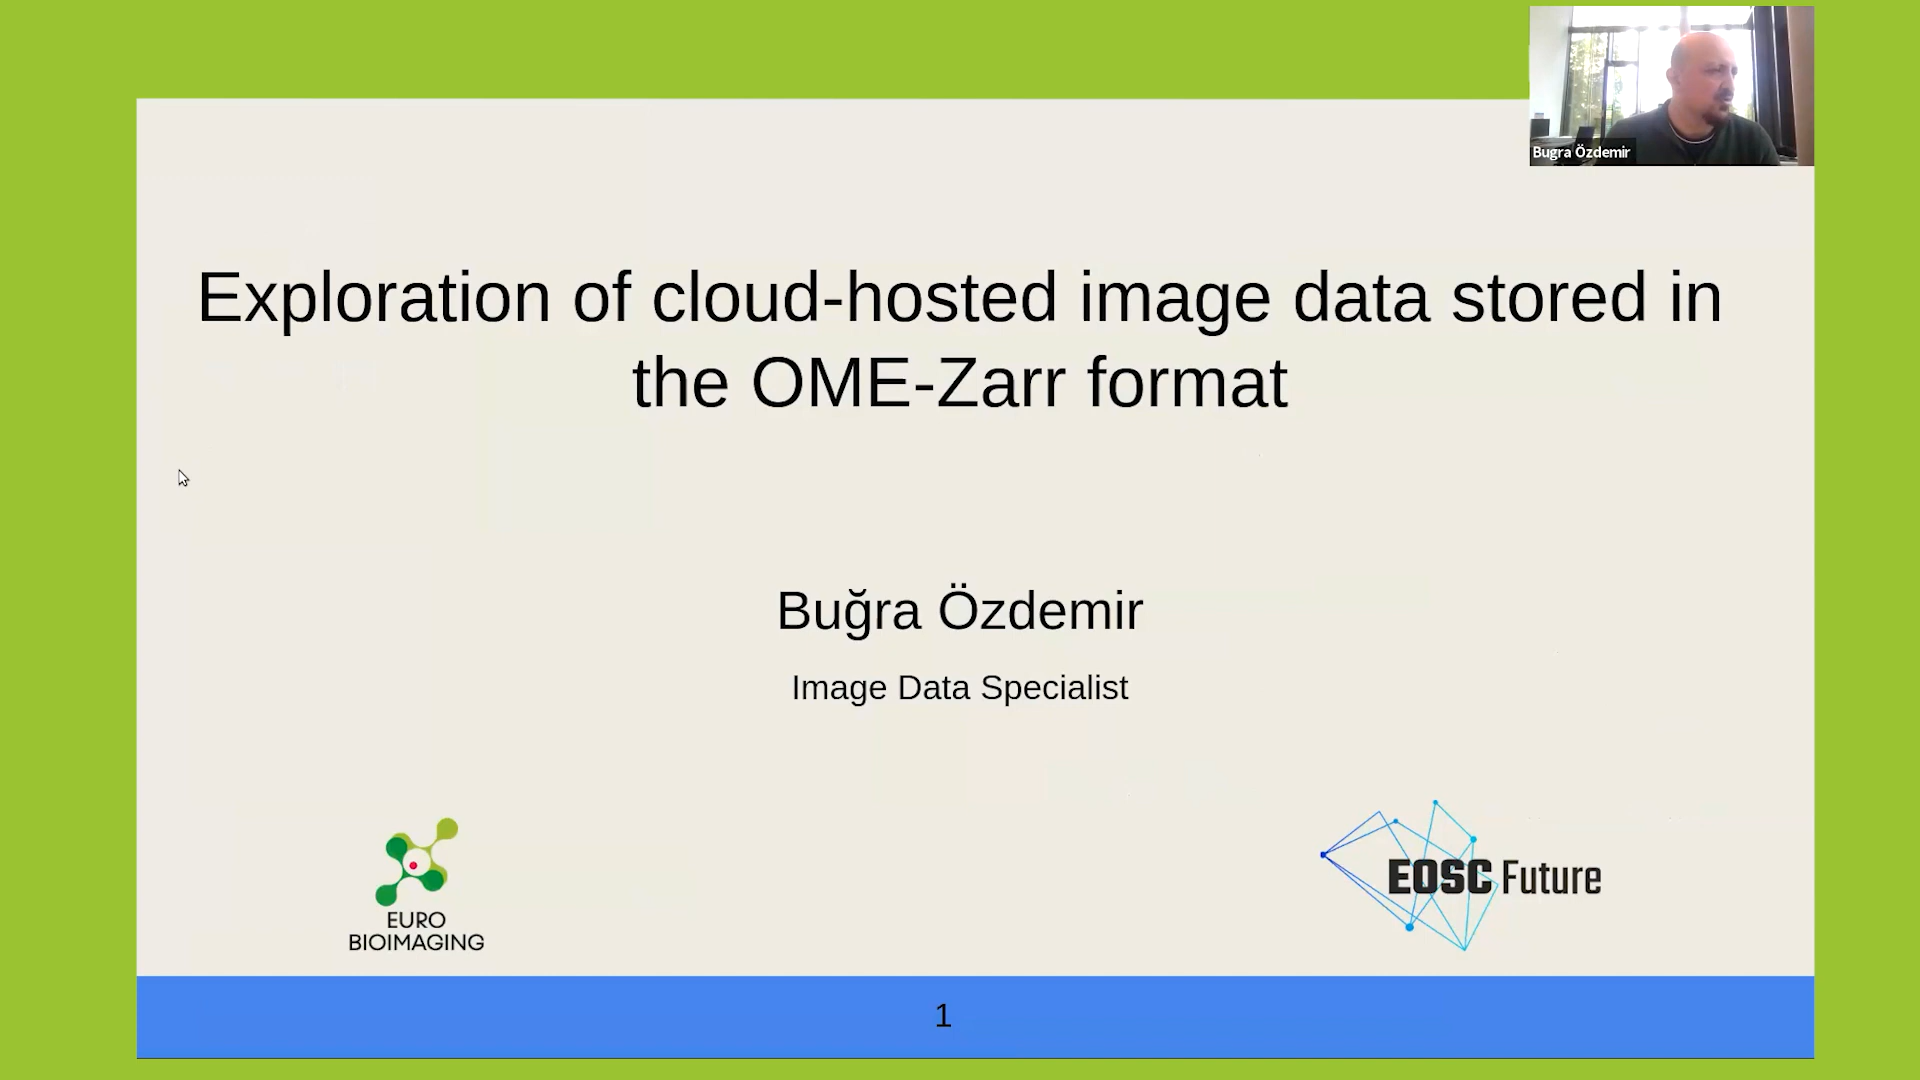 Bugra Özdemir
Exploration of cloud-hosted image data stored in
the OME-Zarr format
Buğra Özdemir
Image Data Specialist
EURO
BIOIMAGING
EOSC Future
1